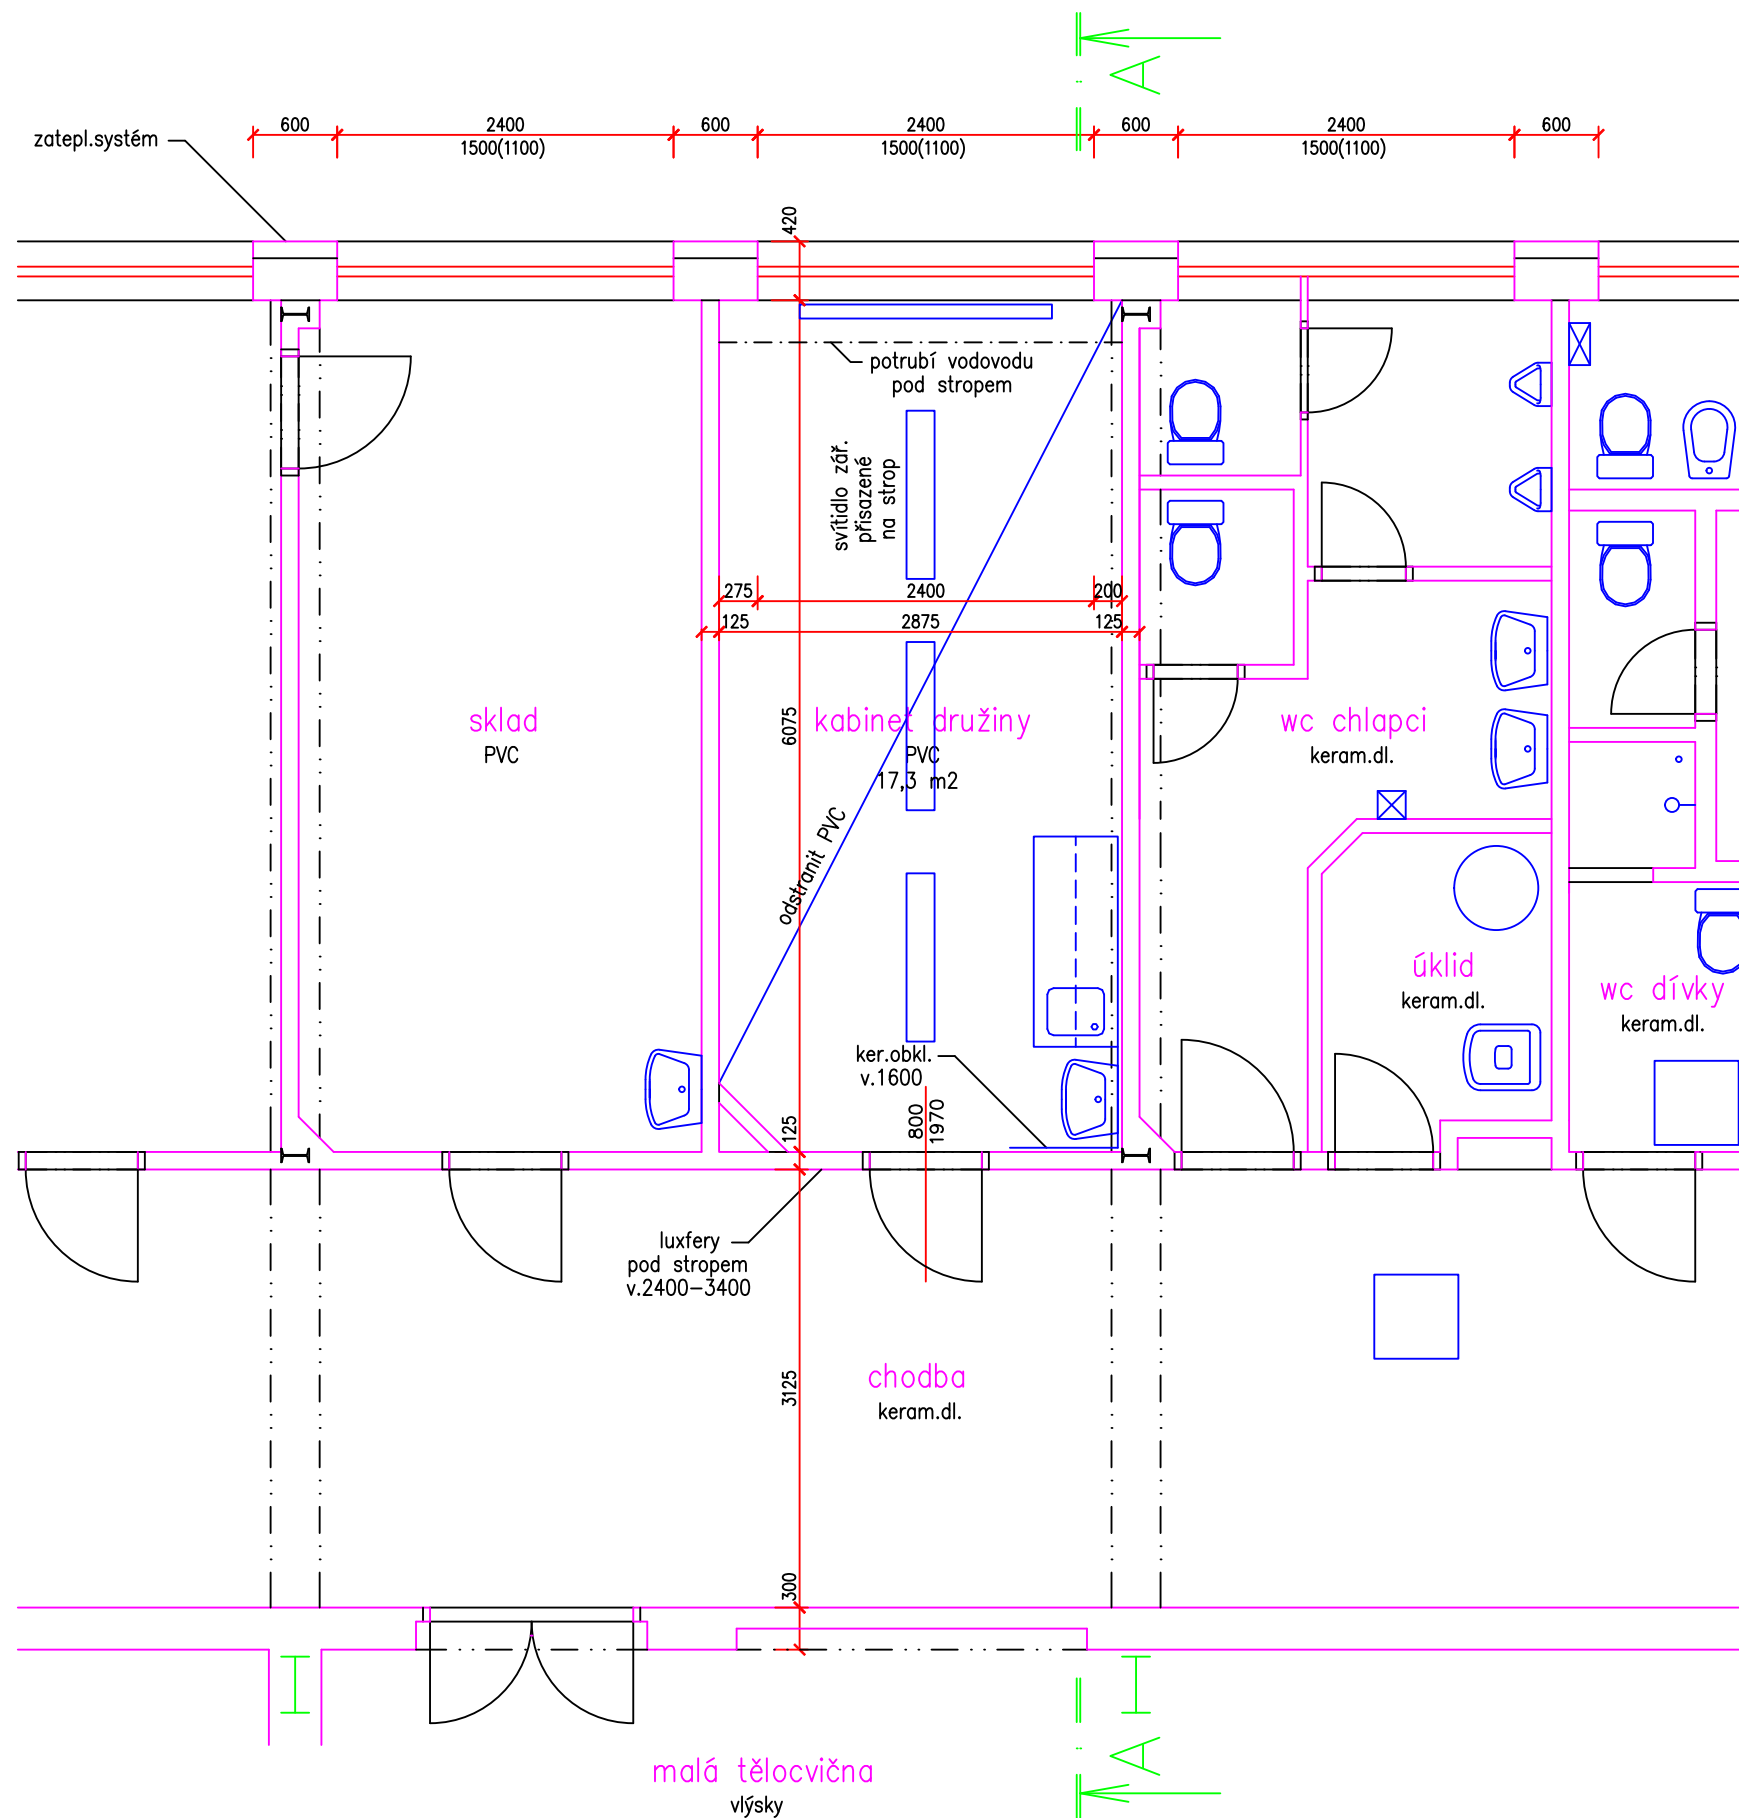 A
600
2400
600
2400
600
2400
600
1500(1100)
1500(1100)
1500(1100)
zatepl.systém
420
potrubí vodovodu
pod stropem
svítidlo zář.
přisazené
na strop
275
2400
200
125
2875
125
6075
sklad
PVC
kabinet družiny
PVC
17,3 m2
wc chlapci
keram.dl.
odstranit PVC
úklid
keram.dl.
wc dívky
keram.dl.
ker.obkl.
v.1600
800
1970
125
luxfery
pod stropem
v.2400-3400
3125
chodba
keram.dl.
300
A
malá tělocvična
vlýsky